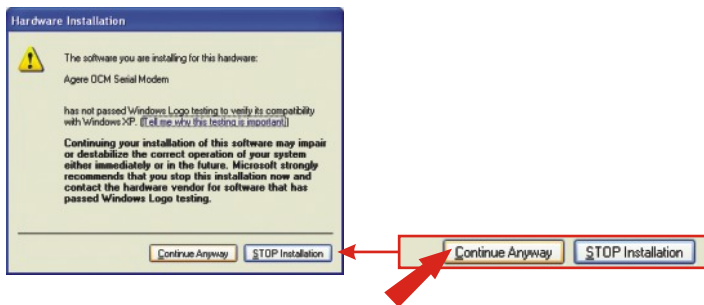 Hardware Installation
The software you are installing for this hardware:
Agere OCM Serial Modem
has not passed Windows Logo testing to verify its compatibility
with Windows XP. (Tell me why this testing is important.)
Continuing your installation of this software may impair
or destabilize the correct operation of your system
either immediately or in the future. Microsoft strongly
recommends that you stop this installation now and
contact the hardware vendor for software that has
passed Windows Logo testing.
Continue Anyway
STOP Installation
Continue Anyway
STOP Installation